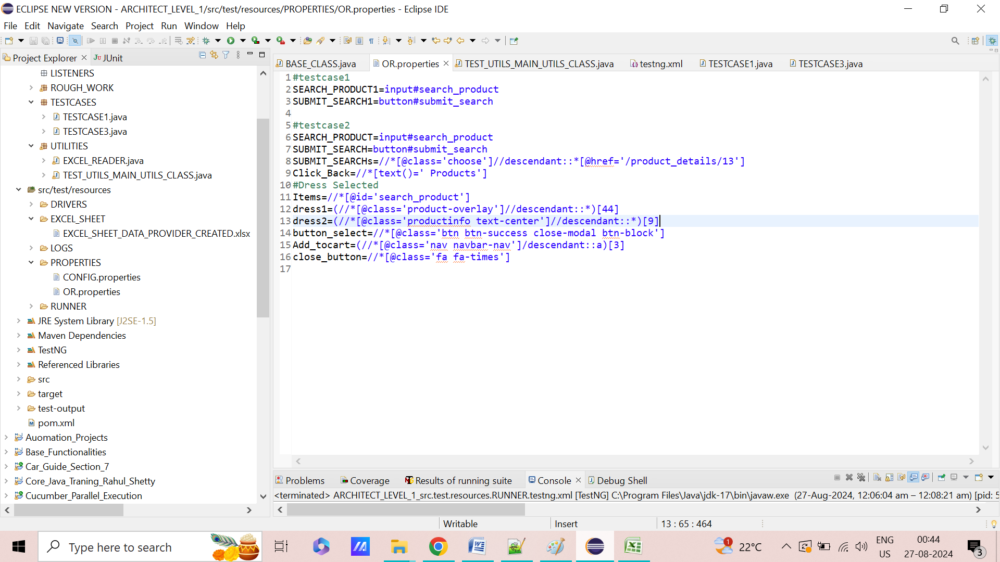 ECLIPSE NEW VERSION - ARCHITECT_LEVEL_1/src/test/resources/PROPERTIES/OR.properties - Eclipse IDE
File Edit Navigate Search Project Run Window Help
Project Explorer
JUnit
LISTENERS
ROUGH_WORK
TESTCASES
TESTCASE1.java
TESTCASE3.java
UTILITIES
EXCEL_READER.java
TEST_UTILS_MAIN_UTILS_CLASS.java
src/test/resources
DRIVERS
EXCEL_SHEET
EXCEL_SHEET_DATA_PROVIDER_CREATED.xlsx
LOGS
PROPERTIES
CONFIG.properties
OR.properties
RUNNER
JRE System Library [J2SE-1.5]
Maven Dependencies
TestNG
Referenced Libraries
src
target
test-output
pom.xml
Auomation_Projects
Base_Functionalities
Car_Guide_Section_7
Core_Java_Traning_Rahul_Shetty
Cucumber_Parallel_Execution
BASE_CLASS.java OR.properties TEST_UTILS_MAIN_UTILS_CLASS.java testng.xml TESTCASE1.java TESTCASE3.java
1 #testcase1
2 SEARCH_PRODUCT1=input#search_product
3 SUBMIT_SEARCH1=button#submit_search
4
5 #testcase2
6 SEARCH_PRODUCT=input#search_product
7 SUBMIT_SEARCH=button#submit_search
8 SUBMIT_SEARCHs=//*[@class='choose']//descendant::*[@href='/product_details/13']
9 Click_Back=//*[text()=' Products']
10 #Dress Selected
11 Items=//*[@id='search_product']
12 dress1=(//*[@class='product-overlay']//descendant::*)[44]
13 dress2=(//*[@class='productinfo text-center']//descendant::*)[9]
14 button_select=//*[@class='btn btn-success close-modal btn-block']
15 Add_tocart=(//*[@class='nav navbar-nav']/descendant::a)[3]
16 close_button=//*[@class='fa fa-times']
17
Problems Coverage Results of running suite Console Debug Shell
<terminated> ARCHITECT_LEVEL_1_src.test.resources.RUNNER.testng.xml [TestNG] C:\Program Files\Java\jdk-17\bin\javaw.exe (27-Aug-2024, 12:06:04 am – 12:08:21 am) [pid: 5
Writable Insert 13 : 65 : 464
Type here to search
1
22°C
ENG
US
00:44
27-08-2024
3